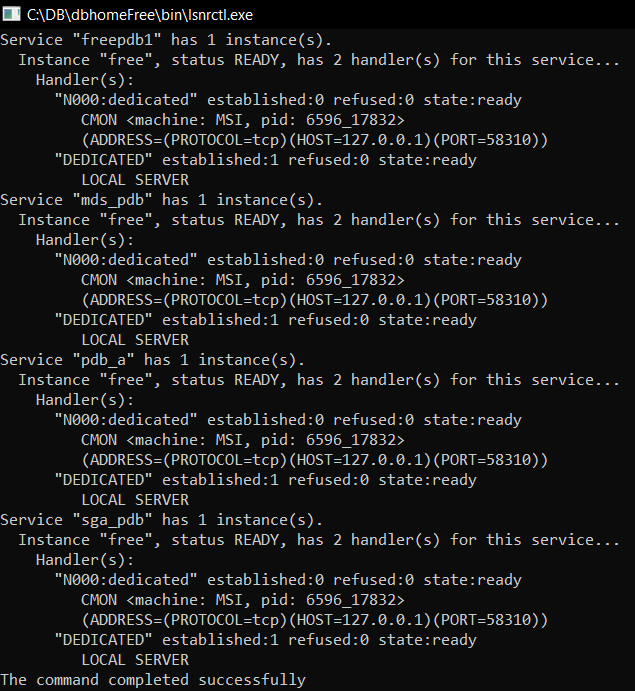 C:\DB\dbhomeFree\bin\lsnrctl.exe
Service "freepdb1" has 1 instance(s).
  Instance "free", status READY, has 2 handler(s) for this service...
    Handler(s):
      "N000:dedicated" established:0 refused:0 state:ready
         CMON <machine: MSI, pid: 6596_17832>
         (ADDRESS=(PROTOCOL=tcp)(HOST=127.0.0.1)(PORT=58310))
      "DEDICATED" established:1 refused:0 state:ready
         LOCAL SERVER
Service "mds_pdb" has 1 instance(s).
  Instance "free", status READY, has 2 handler(s) for this service...
    Handler(s):
      "N000:dedicated" established:0 refused:0 state:ready
         CMON <machine: MSI, pid: 6596_17832>
         (ADDRESS=(PROTOCOL=tcp)(HOST=127.0.0.1)(PORT=58310))
      "DEDICATED" established:1 refused:0 state:ready
         LOCAL SERVER
Service "pdb_a" has 1 instance(s).
  Instance "free", status READY, has 2 handler(s) for this service...
    Handler(s):
      "N000:dedicated" established:0 refused:0 state:ready
         CMON <machine: MSI, pid: 6596_17832>
         (ADDRESS=(PROTOCOL=tcp)(HOST=127.0.0.1)(PORT=58310))
      "DEDICATED" established:1 refused:0 state:ready
         LOCAL SERVER
Service "sga_pdb" has 1 instance(s).
  Instance "free", status READY, has 2 handler(s) for this service...
    Handler(s):
      "N000:dedicated" established:0 refused:0 state:ready
         CMON <machine: MSI, pid: 6596_17832>
         (ADDRESS=(PROTOCOL=tcp)(HOST=127.0.0.1)(PORT=58310))
      "DEDICATED" established:1 refused:0 state:ready
         LOCAL SERVER
The command completed successfully